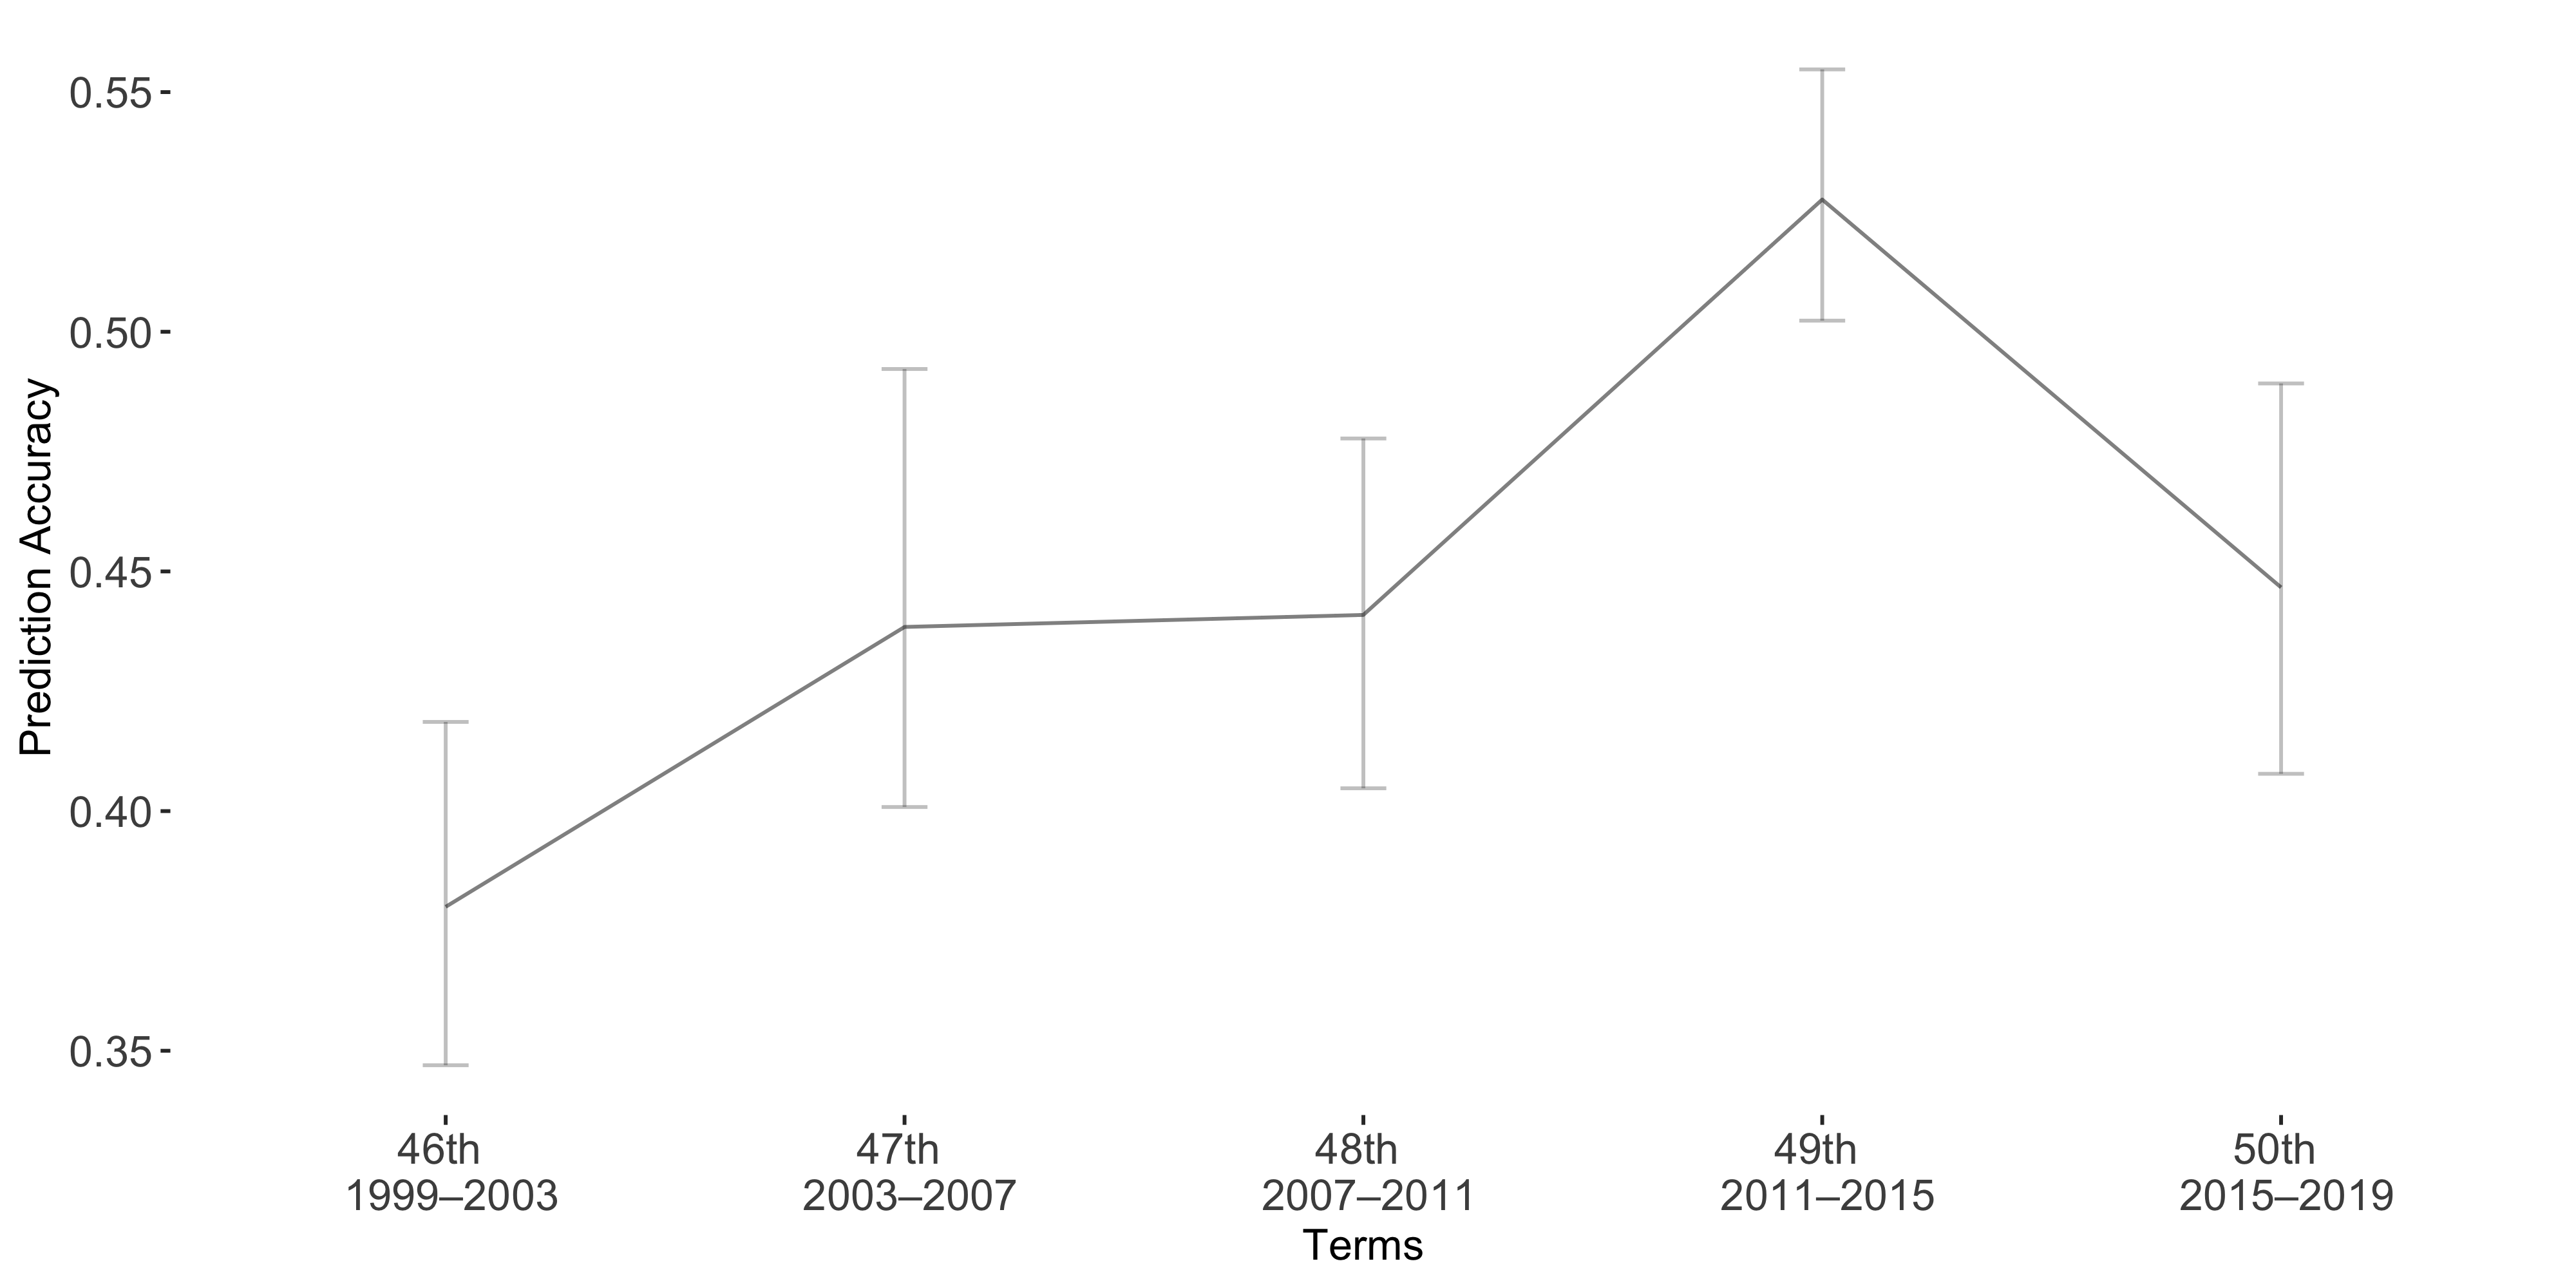 Prediction Accuracy
0.55
0.50
0.45
0.40
0.35
46th
1999–2003
47th
2003–2007
48th
2007–2011
49th
2011–2015
50th
2015–2019
Terms